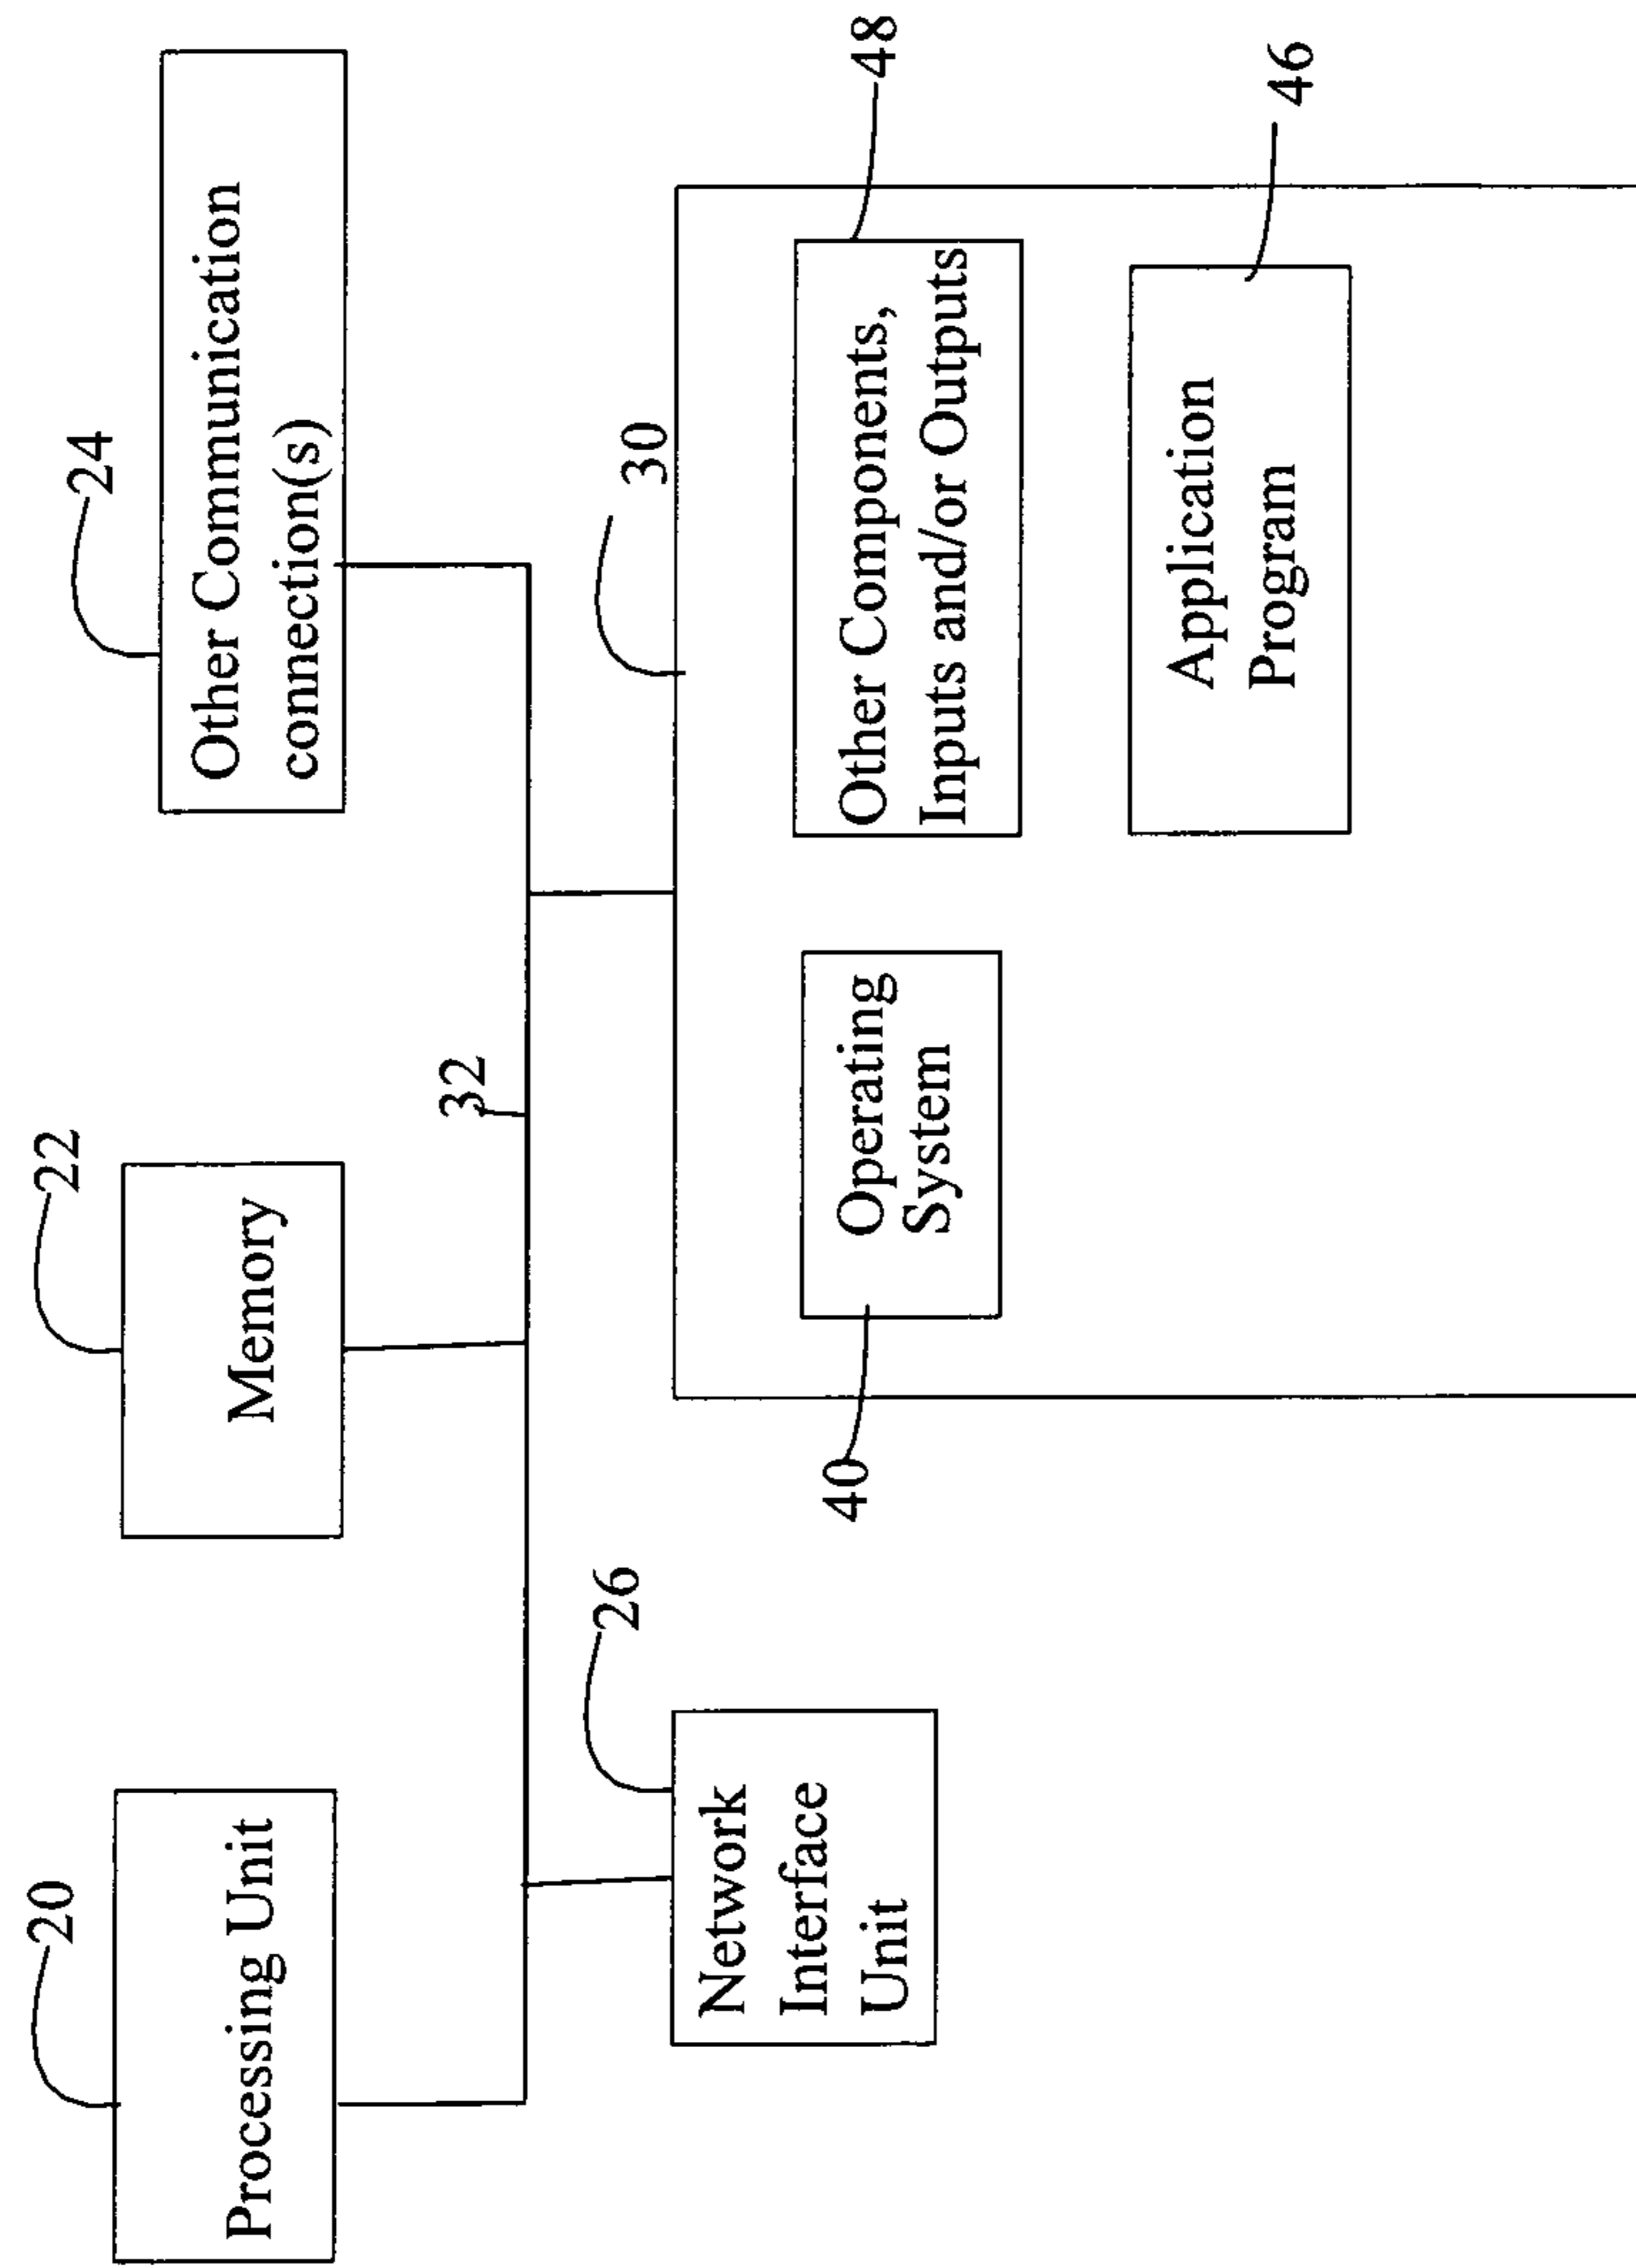 20
Processing Unit
22
Memory
24
Other Communication
connection(s)
32
26
Network
Interface
Unit
30
40
Operating
System
48
Other Components,
Inputs and/or Outputs
46
Application
Program